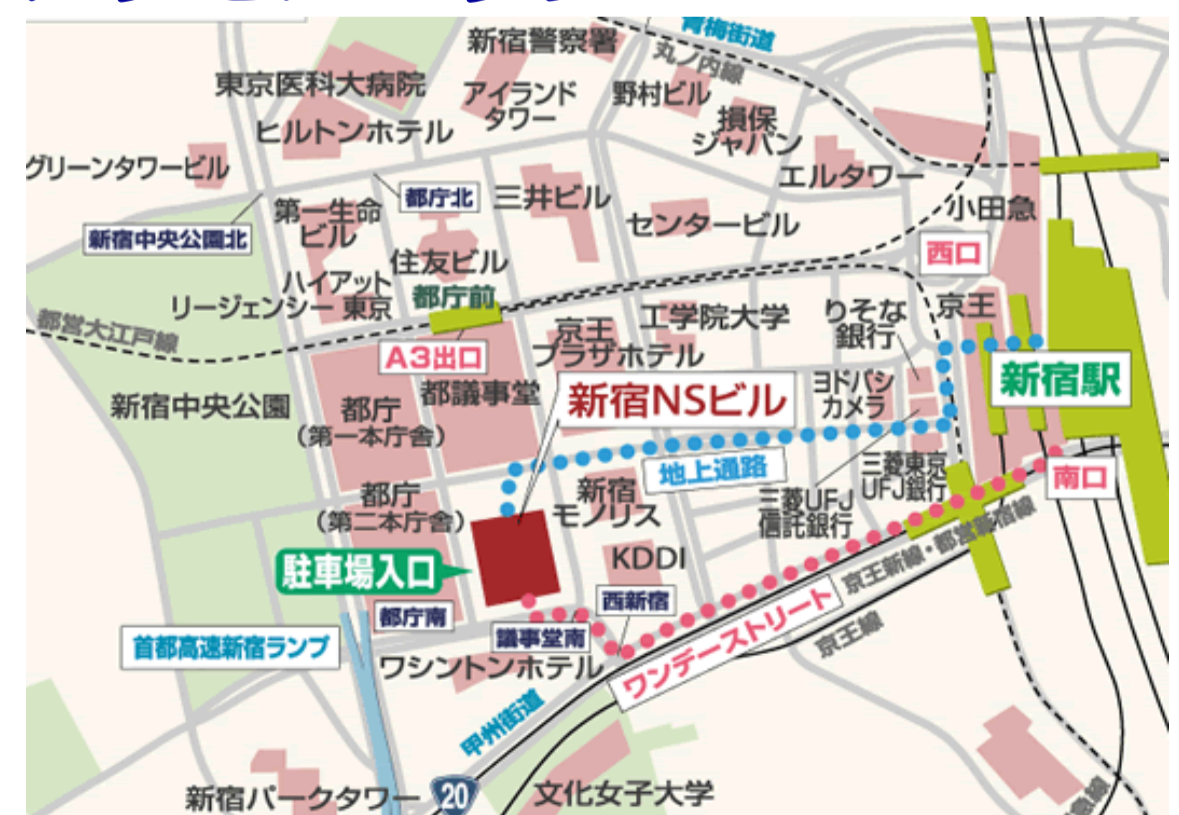 青梅街道
新宿警察署
丸ノ内線
東京医科大病院
アイランド
タワー
野村ビル
損保
ジャパン
ヒルトンホテル
グリーンタワービル
エルタワー
都庁北
三井ビル
小田急
第一生命
ビル
センタービル
新宿中央公園北
西口
住友ビル
ハイアット
リージェンシー 東京
都庁前
京王
りそな
銀行
工学院大学
京王
プラザホテル
都営大江戸線
A3出口
新宿駅
ヨドバシ
カメラ
都議事堂
新宿NSビル
新宿中央公園
都庁
(第一本庁舎)
地上通路
三菱東京
UFJ銀行
南口
新宿
モノリス
三菱UFJ
信託銀行
都庁
(第二本庁舎)
京王新線・都営新宿線
KDDI
駐車場入口
西新宿
都庁南
議事堂南
ワンデーストリート
京王線
首都高速新宿ランプ
ワシントンホテル
甲州街道
新宿パークタワー
20
文化女子大学